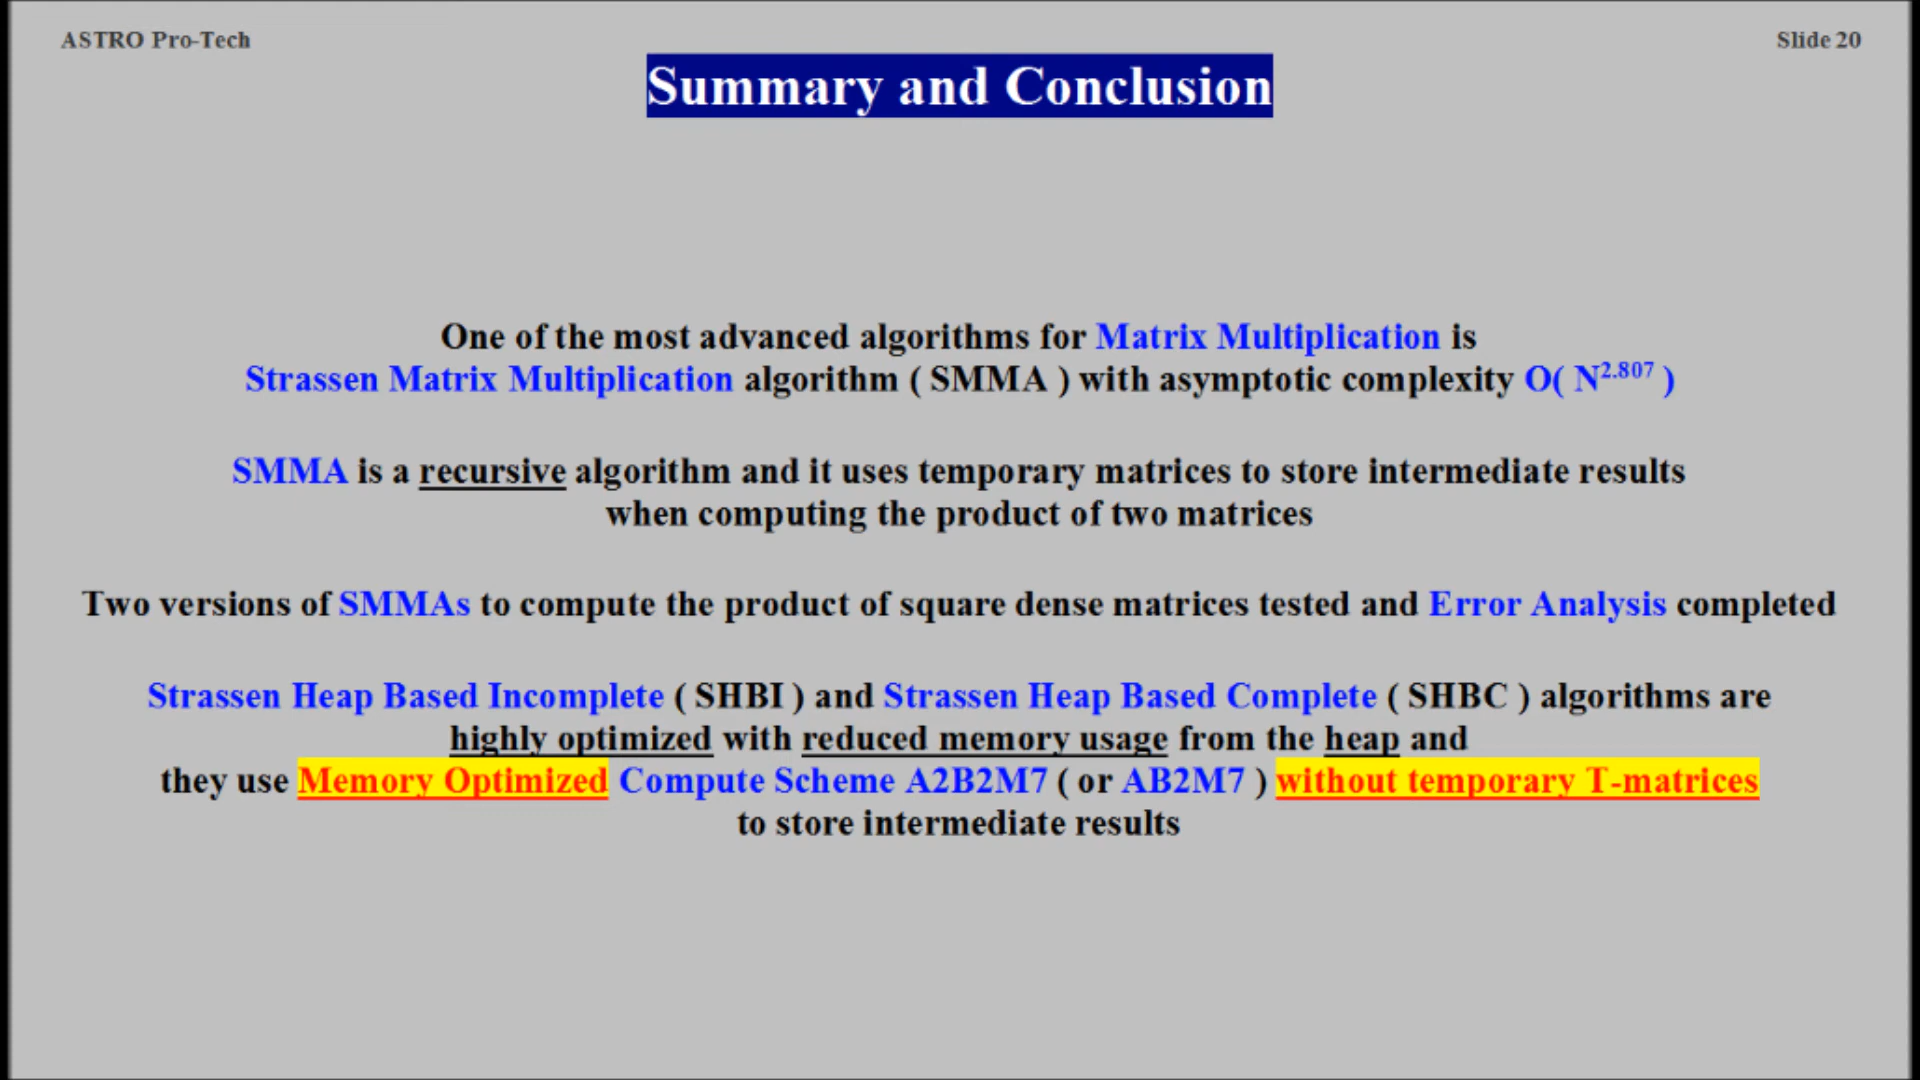 ASTRO Pro-Tech
Slide 20
Summary and Conclusion
One of the most advanced algorithms for Matrix Multiplication is
Strassen Matrix Multiplication algorithm ( SMMA ) with asymptotic complexity O( N^2.807 )
SMMA is a recursive algorithm and it uses temporary matrices to store intermediate results
when computing the product of two matrices
Two versions of SMMAs to compute the product of square dense matrices tested and Error Analysis completed
Strassen Heap Based Incomplete ( SHBI ) and Strassen Heap Based Complete ( SHBC ) algorithms are
highly optimized with reduced memory usage from the heap and
they use Memory Optimized Compute Scheme A2B2M7 ( or AB2M7 ) without temporary T-matrices
to store intermediate results